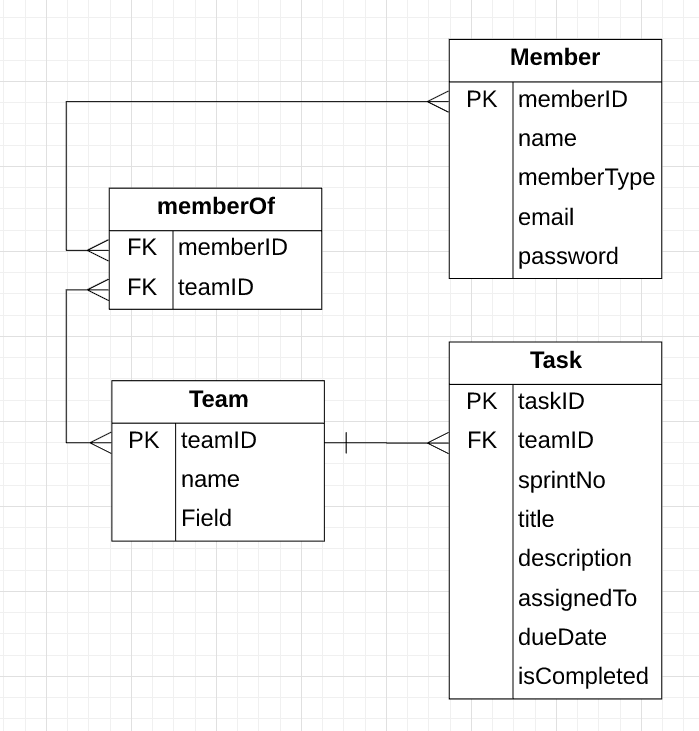 Member
PK memberID
name
memberType
email
password
memberOf
FK memberID
FK teamID
Team
PK teamID
name
Field
Task
PK taskID
FK teamID
sprintNo
title
description
assignedTo
dueDate
isCompleted